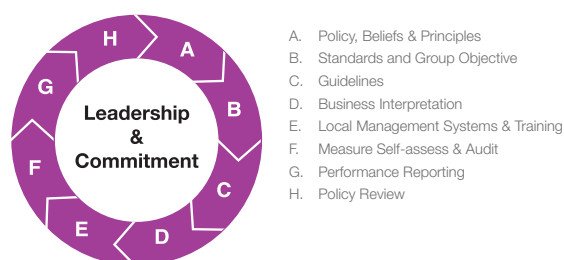 H
A
G
B
Leadership
&
Commitment
F
C
E
D
A. Policy, Beliefs & Principles
B. Standards and Group Objective
C. Guidelines
D. Business Interpretation
E. Local Management Systems & Training
F. Measure Self-assess & Audit
G. Performance Reporting
H. Policy Review